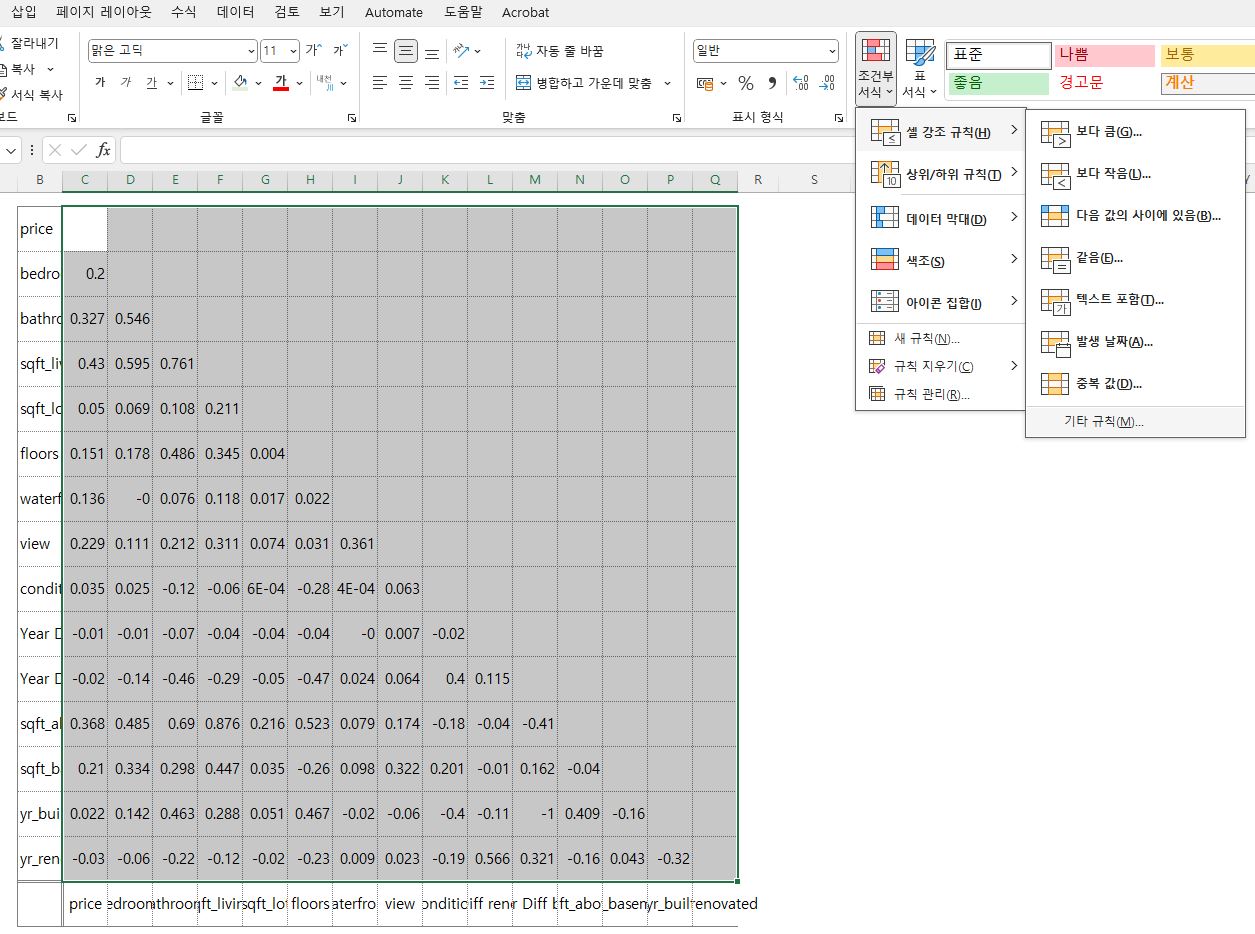 삽입 페이지 레이아웃 수식 데이터 검토 보기 Automate 도움말 Acrobat
잘라내기 맑은 고딕 11 가 가 자동 줄 바꿈 일반 조건부 서식 표 서식 표준 나쁨 보통
복사 가 가 가 가 내천 川 병합하고 가운데 맞춤 % 좋음 경고문 계산
서식 복사
보드 글꼴 맞춤 표시 형식
fx
B C D E F G H I J K L M N O P Q R S
셀 강조 규칙(H)
상위/하위 규칙(T)
데이터 막대(D)
색조(S)
아이콘 집합(I)
새 규칙(N)...
규칙 지우기(C)
규칙 관리(R)...
보다 큼(G)...
보다 작음(L)...
다음 값의 사이에 있음(B)...
같음(E)...
텍스트 포함(T)...
발생 날짜(A)...
중복 값(D)...
기타 규칙(M)...
price
bedro 0.2
bathro 0.327 0.546
sqft_liv 0.43 0.595 0.761
sqft_lo 0.05 0.069 0.108 0.211
floors 0.151 0.178 0.486 0.345 0.004
waterf 0.136 -0 0.076 0.118 0.017 0.022
view 0.229 0.111 0.212 0.311 0.074 0.031 0.361
condit 0.035 0.025 -0.12 -0.06 6E-04 -0.28 4E-04 0.063
Year D -0.01 -0.01 -0.07 -0.04 -0.04 -0.04 -0 0.007 -0.02
Year D -0.02 -0.14 -0.46 -0.29 -0.05 -0.47 0.024 0.064 0.4 0.115
sqft_al 0.368 0.485 0.69 0.876 0.216 0.523 0.079 0.174 -0.18 -0.04 -0.41
sqft_b 0.21 0.334 0.298 0.447 0.035 -0.26 0.098 0.322 0.201 -0.01 0.162 -0.04
yr_bui 0.022 0.142 0.463 0.288 0.051 0.467 -0.02 -0.06 -0.4 -0.11 -1 0.409 -0.16
yr_ren -0.03 -0.06 -0.22 -0.12 -0.02 -0.23 0.009 0.023 -0.19 0.566 0.321 -0.16 0.043 -0.32
price edroom throom ft_livin sqft_lot floors aterfro view onditio iff ren r Diff b ft_abo _basem yr_built enovated